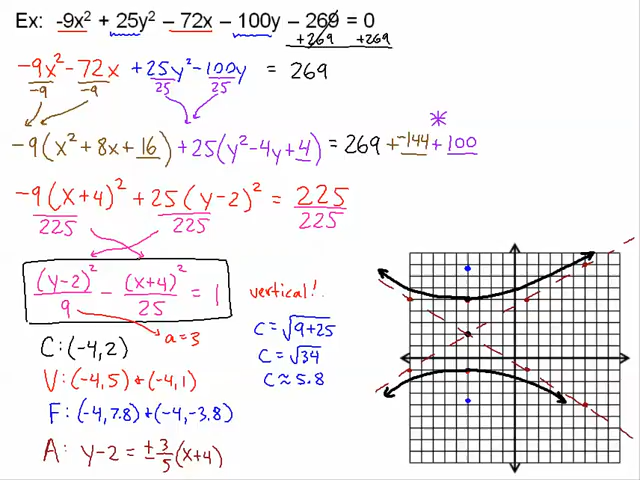 Ex: -9x² + 25y² – 72x – 100y – 269 = 0
+269 +269
-9x² - 72x + 25y² - 100y = 269
-9 -9 25 25
-9(x² + 8x + 16) + 25(y² - 4y + 4) = 269 + -144 + 100
*
-9(x+4)² + 25(y-2)² = 225
225 225 225
(y-2)²/9 - (x+4)²/25 = 1
vertical!
a=3
C: (-4,2)
c = √9+25
c = √34
c ≈ 5.8
V: (-4,5) & (-4,1)
F: (-4,7.8) & (-4,-3.8)
A: y-2 = ±3/5(x+4)